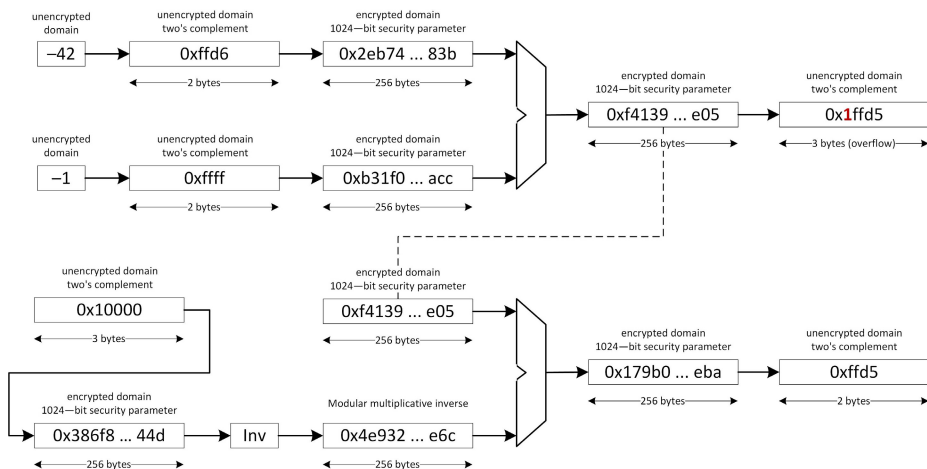 unencrypted
domain
–42
unencrypted domain
two's complement
0xffd6
2 bytes
encrypted domain
1024—bit security parameter
0x2eb74 ... 83b
256 bytes
unencrypted
domain
–1
unencrypted domain
two's complement
0xffff
2 bytes
encrypted domain
1024—bit security parameter
0xb31f0 ... acc
256 bytes
encrypted domain
1024—bit security parameter
0xf4139 ... e05
256 bytes
unencrypted domain
two's complement
0x1ffd5
3 bytes (overflow)
unencrypted domain
two's complement
0x10000
3 bytes
encrypted domain
1024—bit security parameter
0xf4139 ... e05
256 bytes
encrypted domain
1024—bit security parameter
0x386f8 ... 44d
256 bytes
Inv
Modular multiplicative inverse
0x4e932 ... e6c
256 bytes
encrypted domain
1024—bit security parameter
0x179b0 ... eba
256 bytes
unencrypted domain
two's complement
0xffd5
2 bytes